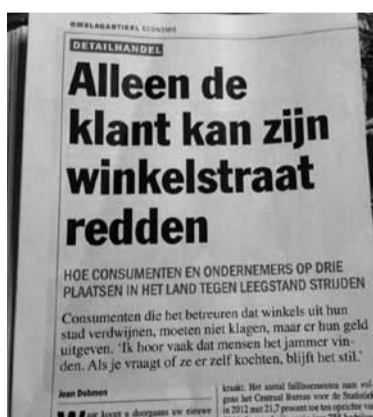 OMSLAGARTIKEL ECONOMIE
DETAILHANDEL
Alleen de
klant kan zijn
winkelstraat
redden
HOE CONSUMENTEN EN ONDERNEMERS OP DRIE
PLAATSEN IN HET LAND TEGEN LEEGSTAND STRIJDEN
Consumenten die het betreuren dat winkels uit hun
stad verdwijnen, moeten niet klagen, maar er hun geld
uitgeven. ‘Ik hoor vaak dat mensen het jammer vin-
den. Als je vraagt of ze er zelf kochten, blijft het stil.’
Jean Dohmen
kraakt. Het aantal faillissementen nam vol-
gens het Centraal Bureau voor de Statistiek
in 2012 met 21,7 procent toe ten opzichte van
koopt u doorgaans uw nieuwe